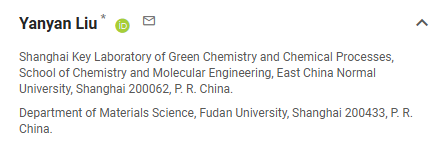 Yanyan Liu *
iD
Shanghai Key Laboratory of Green Chemistry and Chemical Processes,
School of Chemistry and Molecular Engineering, East China Normal
University, Shanghai 200062, P. R. China.
Department of Materials Science, Fudan University, Shanghai 200433, P. R.
China.